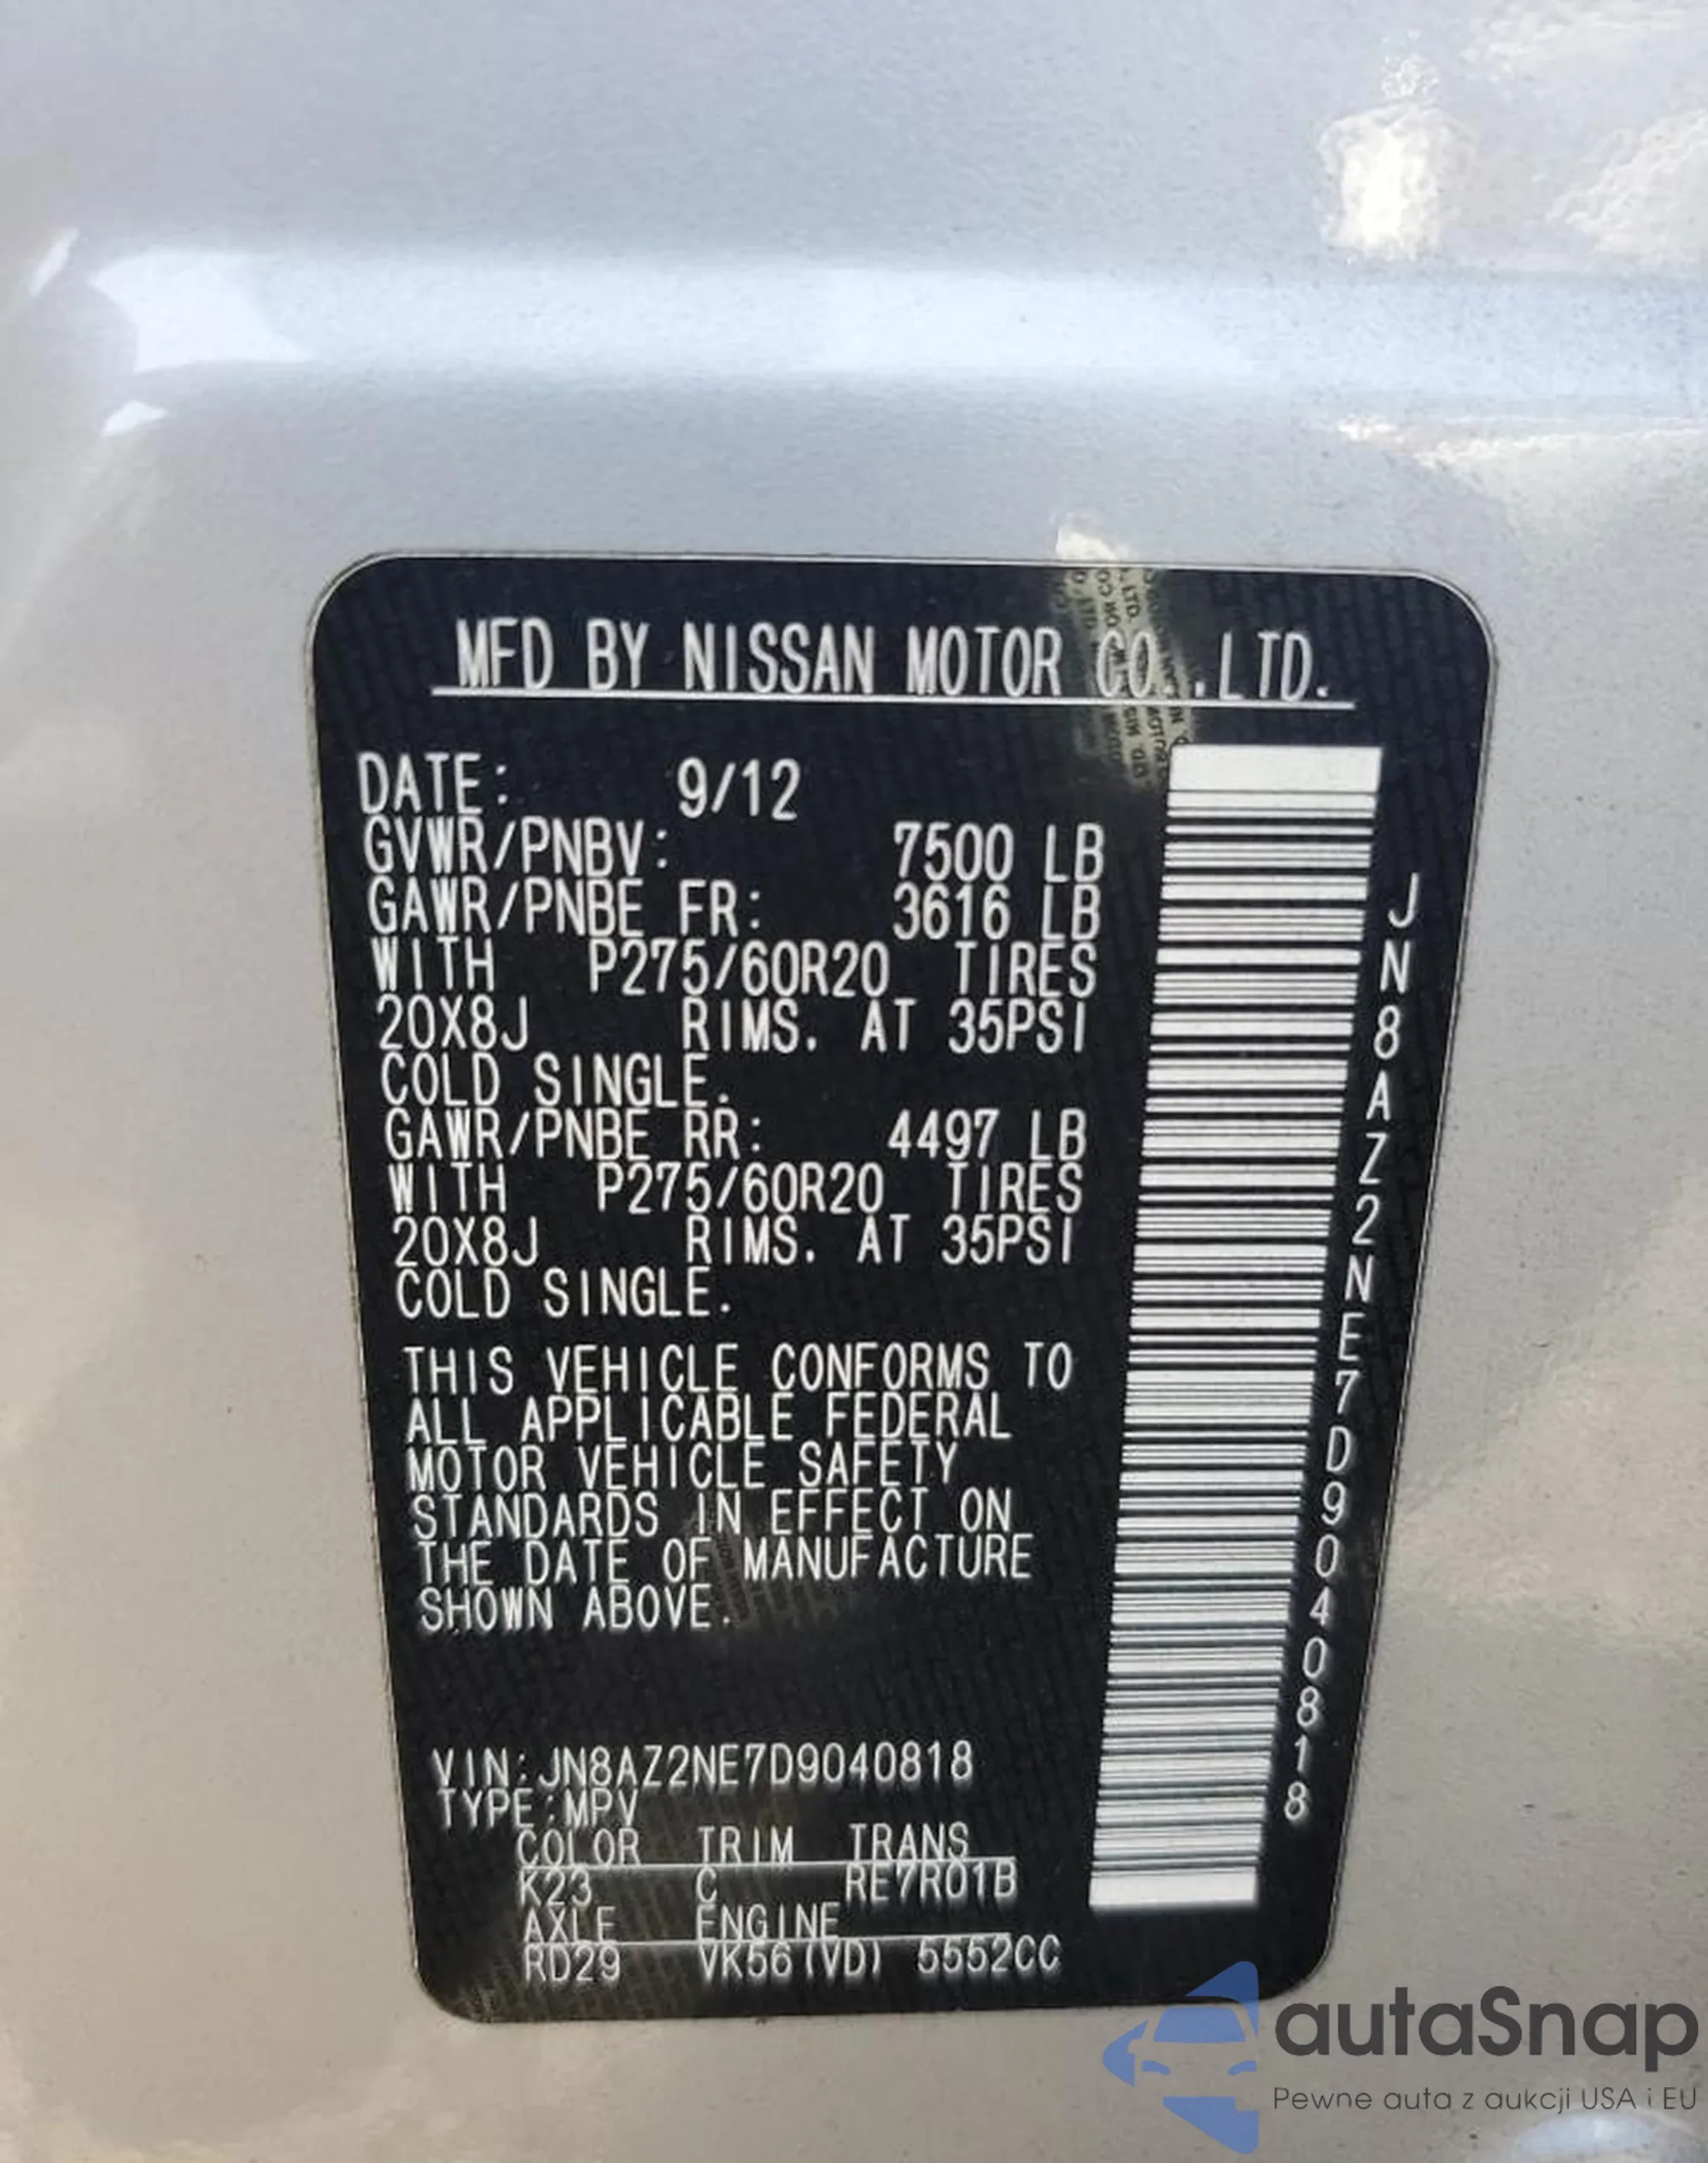 MFD BY NISSAN MOTOR CO.,LTD.
DATE: 9/12
GVWR/PNBV: 7500 LB
GAWR/PNBE FR: 3616 LB
WITH P275/60R20 TIRES
20X8J RIMS. AT 35PSI
COLD SINGLE.
GAWR/PNBE RR: 4497 LB
WITH P275/60R20 TIRES
20X8J RIMS. AT 35PSI
COLD SINGLE.
THIS VEHICLE CONFORMS TO
ALL APPLICABLE FEDERAL
MOTOR VEHICLE SAFETY
STANDARDS IN EFFECT ON
THE DATE OF MANUFACTURE
SHOWN ABOVE.
VIN:JN8AZ2NE7D9040818
TYPE:MPV
COLOR TRIM TRANS
K23 C RE7R01B
AXLE ENGINE
RD29 VK56(VD) 5552CC
JN8AZ2NE7D9040818
autaSnap
Pewne auta z aukcji USA i EU